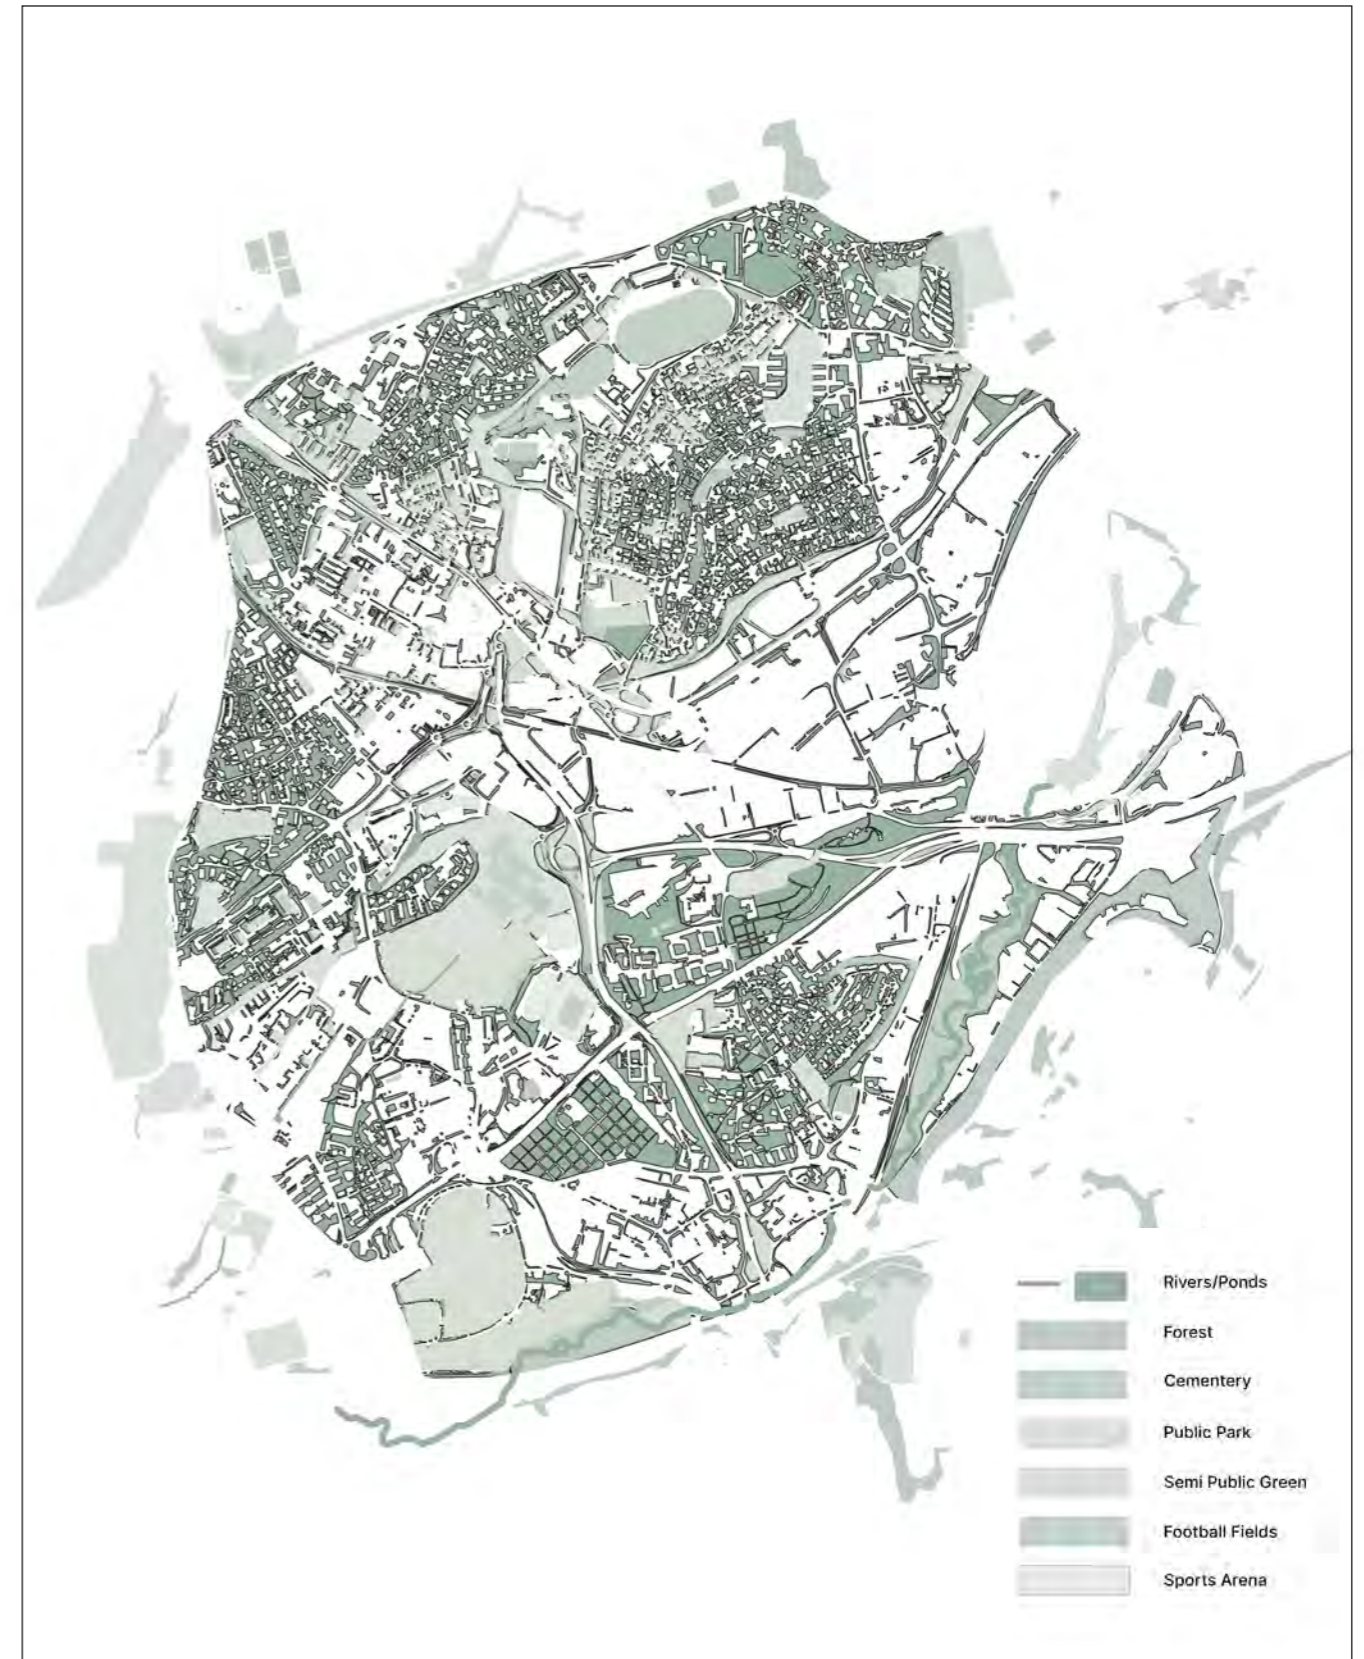 Rivers/Ponds
Forest
Cementery
Public Park
Semi Public Green
Football Fields
Sports Arena